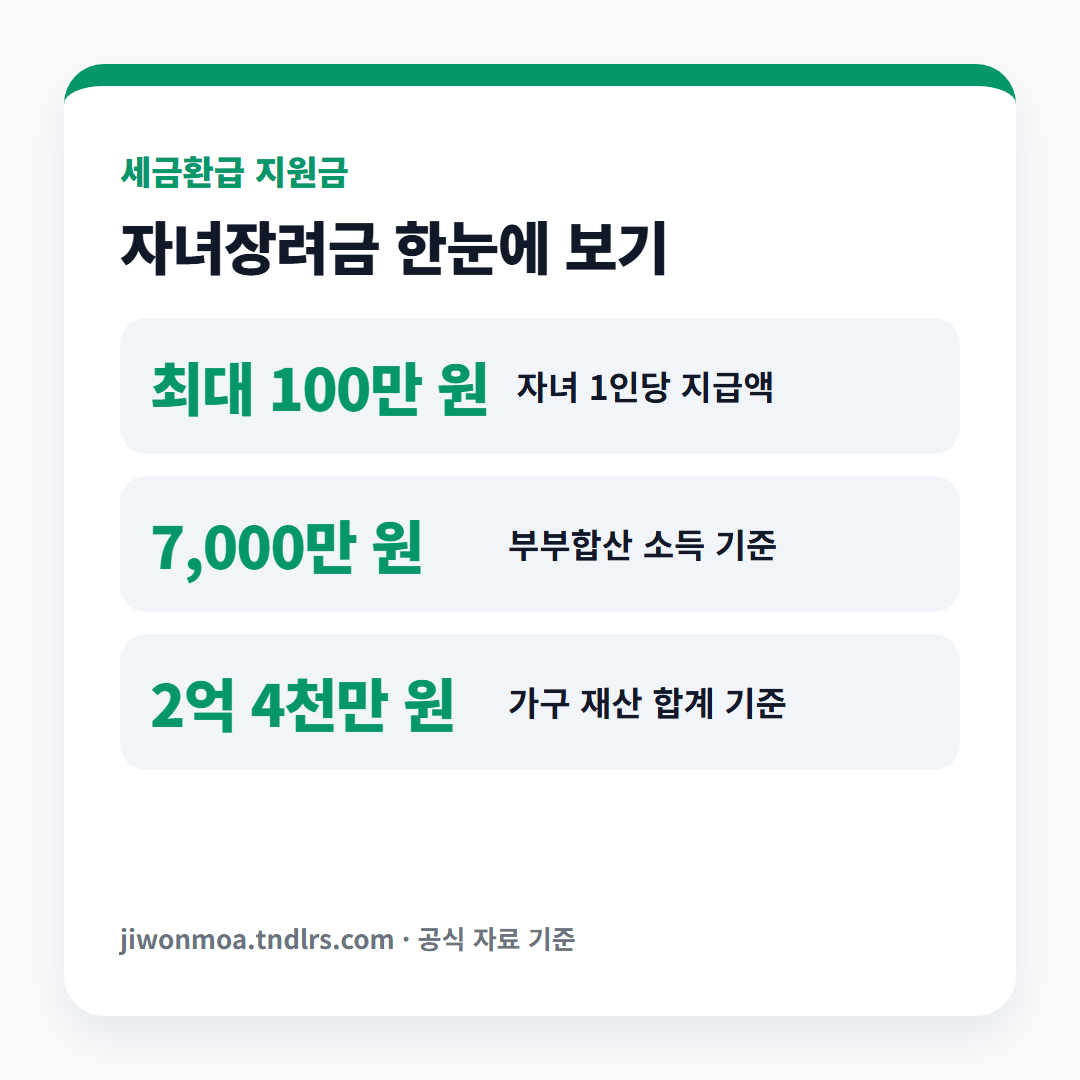 세금환급 지원금
자녀장려금 한눈에 보기
최대 100만 원 자녀 1인당 지급액
7,000만 원 부부합산 소득 기준
2억 4천만 원 가구 재산 합계 기준
jiwonmoa.tndlrs.com · 공식 자료 기준